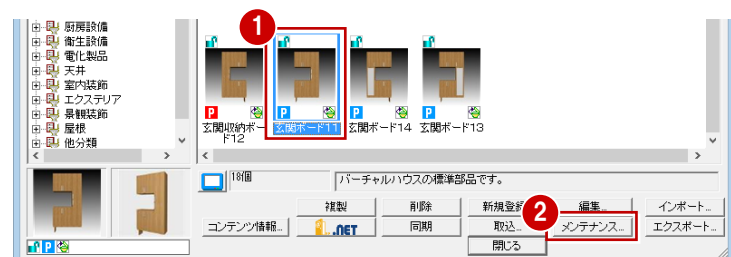 厨房設備
衛生設備
電化製品
天井
室内装飾
エクステリア
景観装飾
屋根
他分類
1
P
P
P
P
玄関収納ボー
ド12
玄関ボード11
玄関ボード14
玄関ボード13
18個
バーチャルハウスの標準部品です。
複製
削除
新規登録
編集...
インポート...
2
コンテンツ情報...
.NET
同期
取込...
メンテナンス...
エクスポート...
閉じる
P